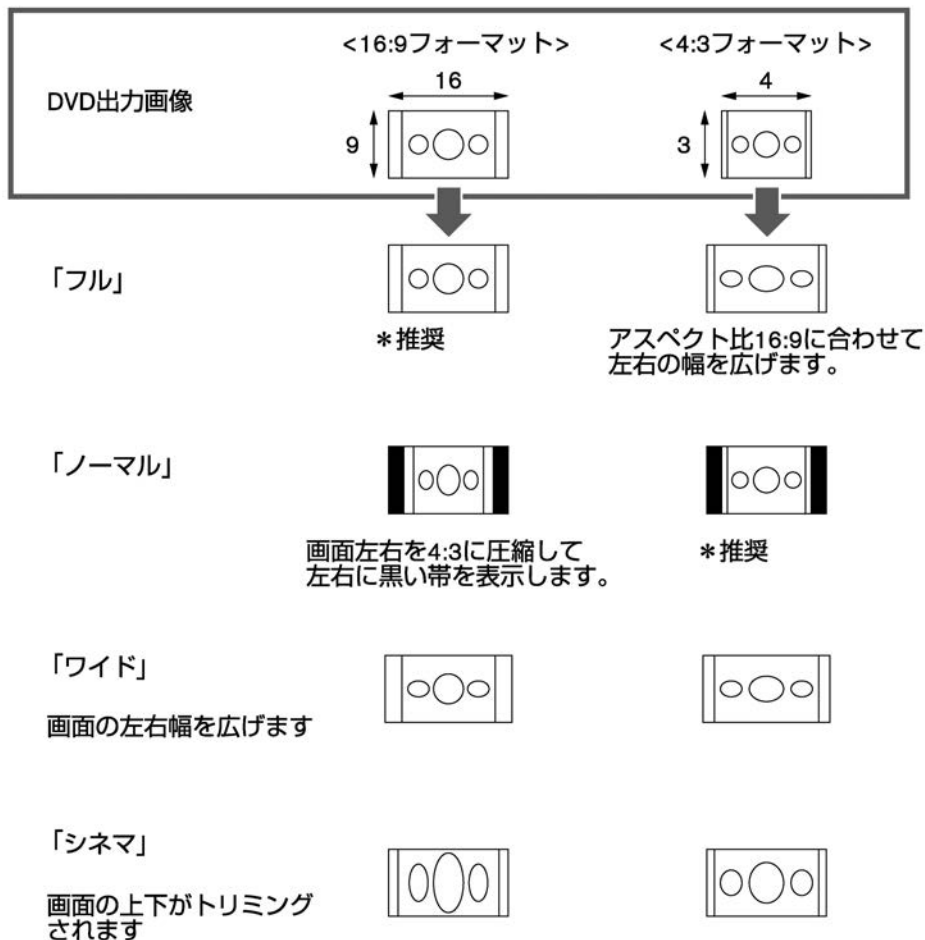 <16:9フォーマット>
<4:3フォーマット>
16
4
DVD出力画像
9
3
「フル」
＊推奨
アスペクト比16:9に合わせて
左右の幅を広げます。
「ノーマル」
画面左右を4:3に圧縮して
左右に黒い帯を表示します。
＊推奨
「ワイド」
画面の左右幅を広げます
「シネマ」
画面の上下がトリミング
されます